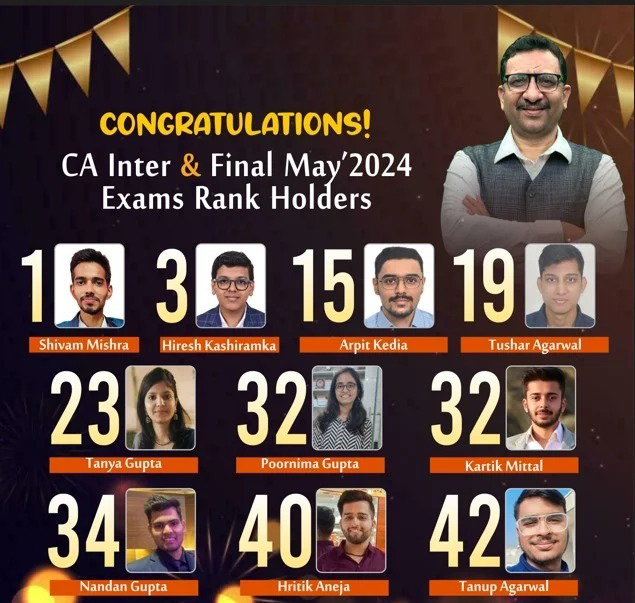 CONGRATULATIONS!
CA Inter & Final May'2024
Exams Rank Holders
1 3 15 19
Shivam Mishra Hiresh Kashiramka Arpit Kedia Tushar Agarwal
23 32 32
Tanya Gupta Poornima Gupta Kartik Mittal
34 40 42
Nandan Gupta Hritik Aneja Tanup Agarwal